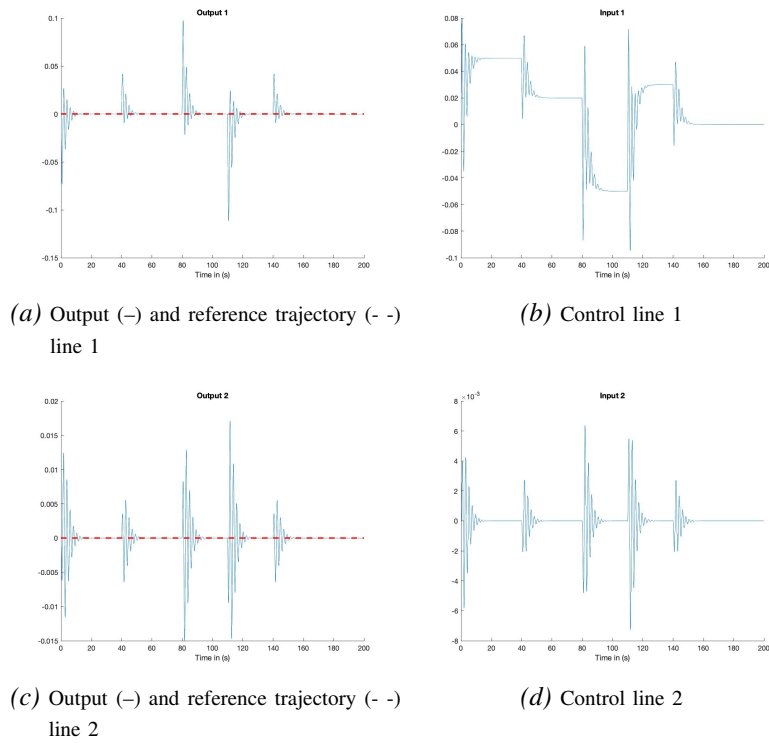 Output 1
0.1
0.05
0
-0.05
-0.1
-0.15
0 20 40 60 80 100 120 140 160 180 200
Time in (s)
Input 1
0.08
0.06
0.04
0.02
0
-0.02
-0.04
-0.06
-0.08
-0.1
0 20 40 60 80 100 120 140 160 180 200
Time in (s)
(a) Output (–) and reference trajectory (- -)
line 1
(b) Control line 1
Output 2
0.02
0.015
0.01
0.005
0
-0.005
-0.01
-0.015
0 20 40 60 80 100 120 140 160 180 200
Time in (s)
Input 2
×10⁻³
8
6
4
2
0
-2
-4
-6
-8
0 20 40 60 80 100 120 140 160 180 200
Time in (s)
(c) Output (–) and reference trajectory (- -)
line 2
(d) Control line 2